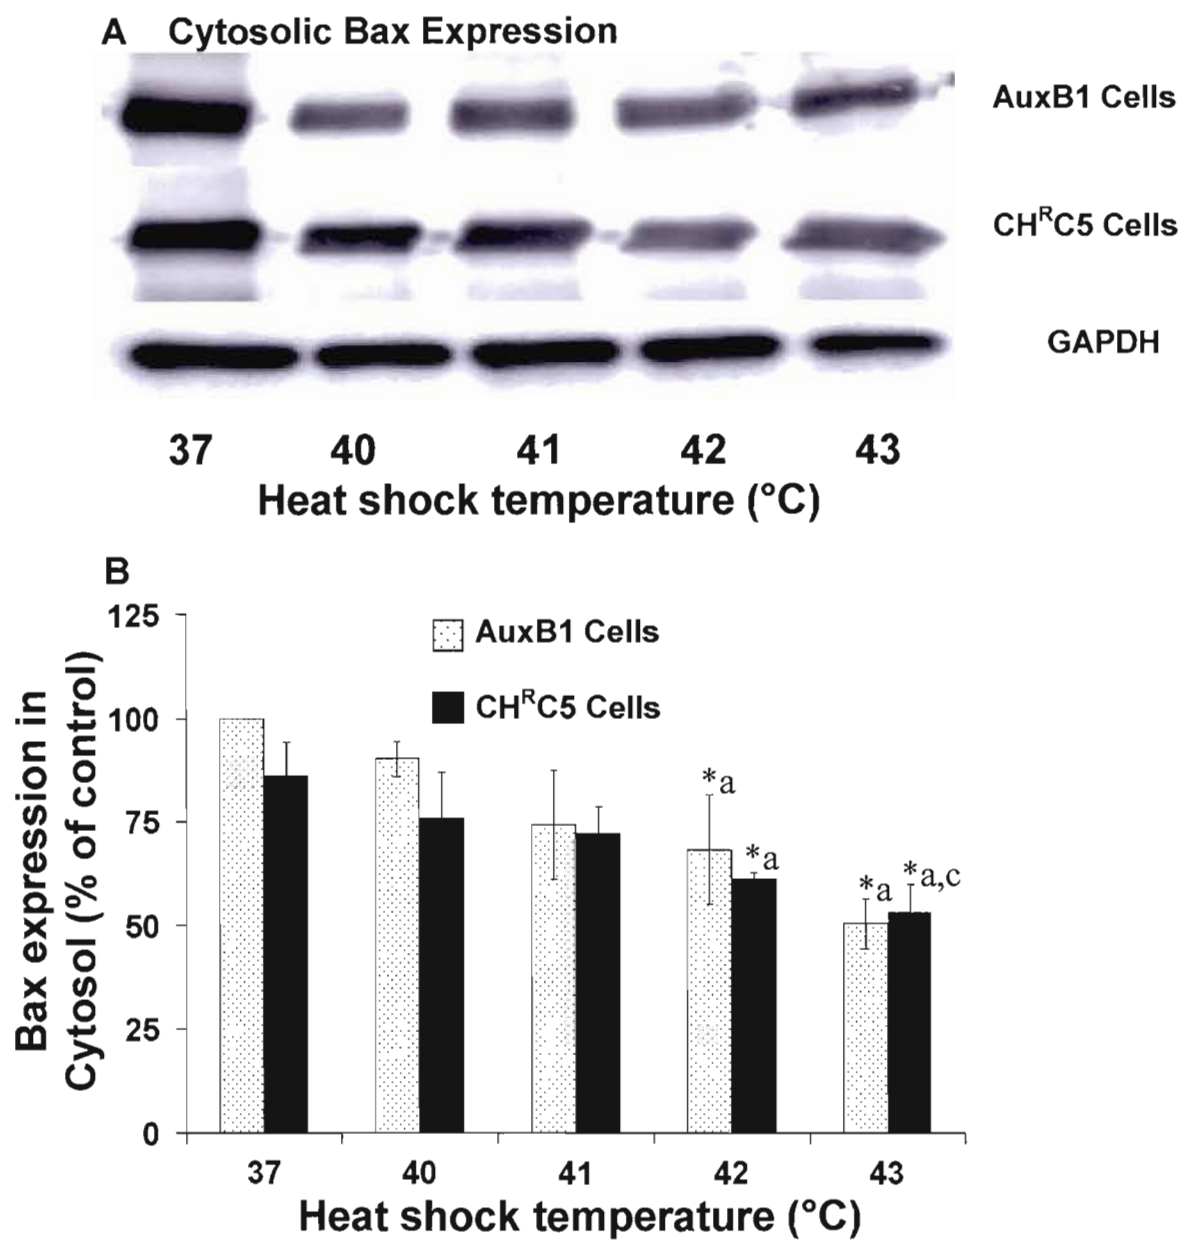 A Cytosolic Bax Expression
AuxB1 Cells
CHᴿC5 Cells
GAPDH
37 40 41 42 43
Heat shock temperature (°C)
B
Bax expression in
Cytosol (% of control)
125
100
75
50
25
0
AuxB1 Cells
CHᴿC5 Cells
*a
*a
*a
*a,c
37 40 41 42 43
Heat shock temperature (°C)